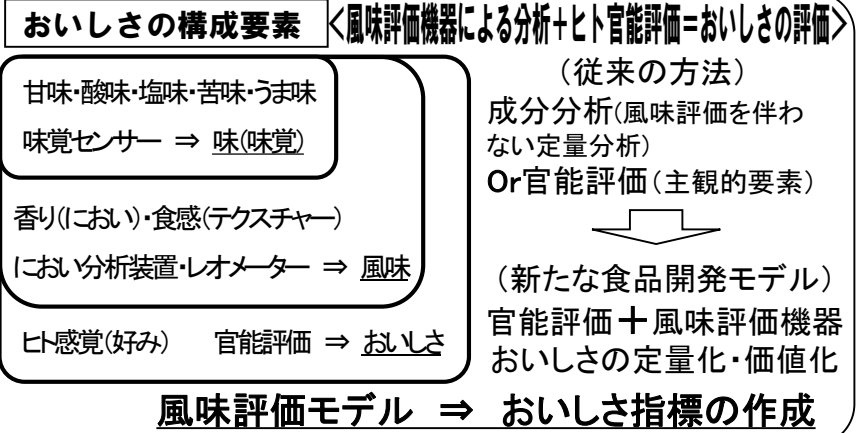 おいしさの構成要素
<風味評価機器による分析+ヒト官能評価=おいしさの評価>
甘味・酸味・塩味・苦味・うま味
味覚センサー ⇒ 味(味覚)
香り(におい)・食感(テクスチャー)
におい分析装置・レオメーター ⇒ 風味
ヒト感覚(好み) 官能評価 ⇒ おいしさ
(従来の方法)
成分分析(風味評価を伴わ
ない定量分析)
Or官能評価(主観的要素)
(新たな食品開発モデル)
官能評価+風味評価機器
おいしさの定量化・価値化
風味評価モデル ⇒ おいしさ指標の作成